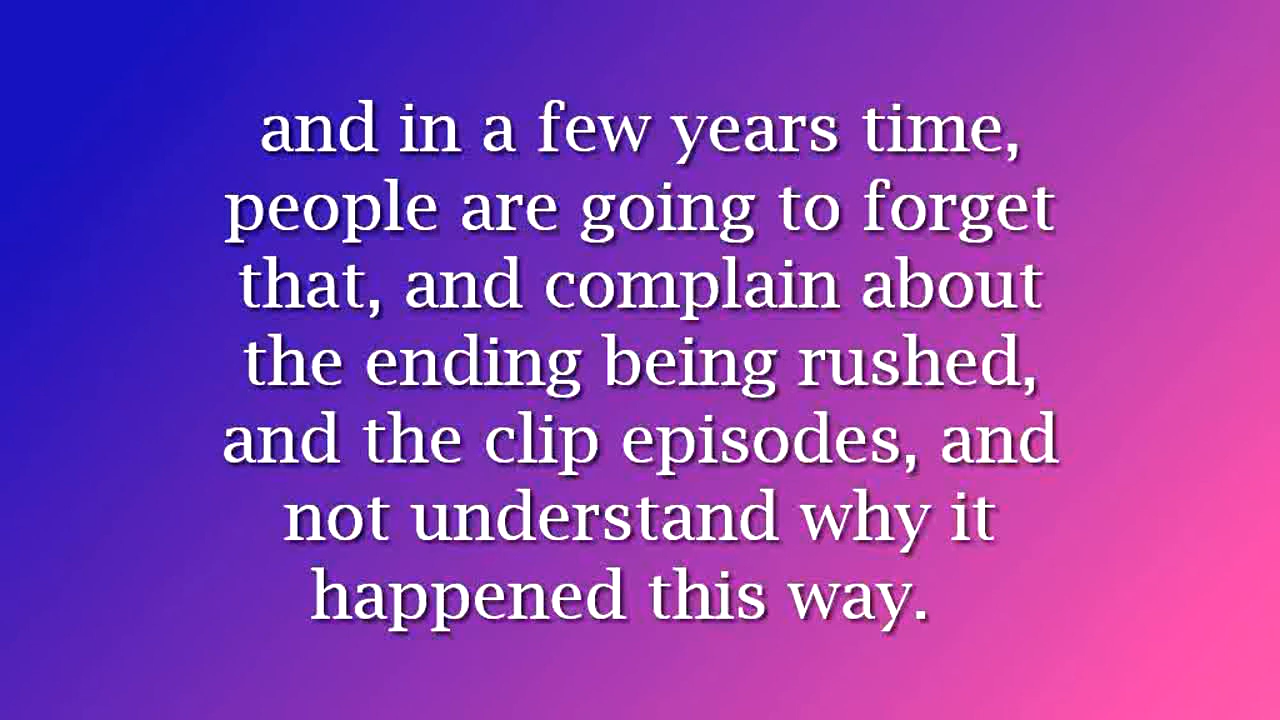 and in a few years time,
people are going to forget
that, and complain about
the ending being rushed,
and the clip episodes, and
not understand why it
happened this way.